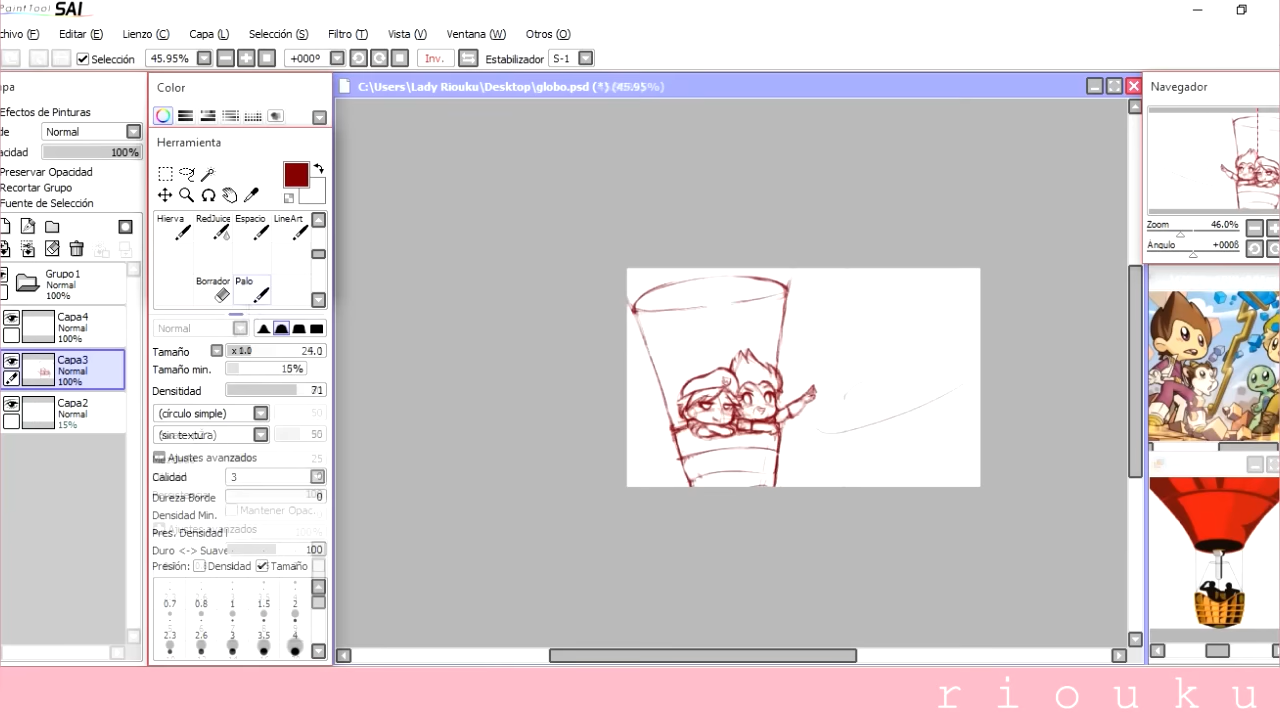 PaintTool SAI
chivo (F) Editar (E) Lienzo (C) Capa (L) Selección (S) Filtro (T) Vista (V) Ventana (W) Otros (O)
Selección 45.95% +000º Inv. Estabilizador S-1
pa
Efectos de Pinturas
de Normal
acidad 100%
Preservar Opacidad
Recortar Grupo
Fuente de Selección
Grupo1
Normal
100%
Capa4
Normal
100%
Capa3
Normal
100%
Capa2
Normal
15%
Color
Herramienta
Hierva RedJuice Espacio LineArt
Borrador Palo
Normal
Tamaño x 1.0 24.0
Tamaño min. 15%
Densidad 71
(círculo simple) 50
(sin textura) 50
Ajustes avanzados 25
Calidad 3
Dureza Borde 0
Densidad Min. Mantener Opac...
Pres. Densidad
Duro <-> Suave 100
Presión: Densidad Tamaño
0.7 0.8 1 1.5 2
2.3 2.6 3 3.5 4
C:\Users\Lady Riouku\Desktop\globo.psd (*) (45.95%)
Navegador
Zoom 46.0%
Angulo +000ß
riouku